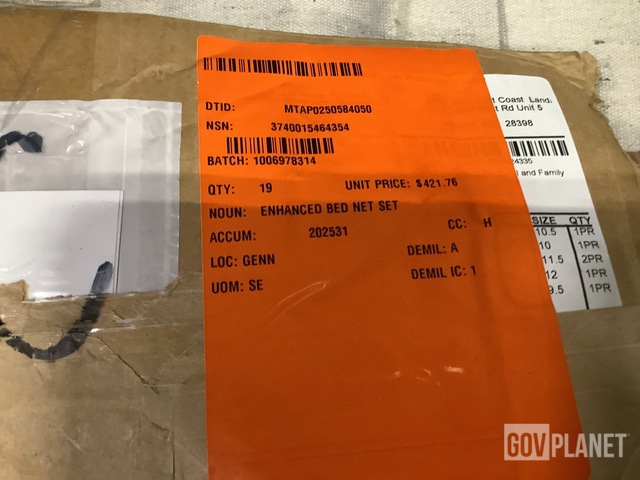 DTID: MTAP0250584050
NSN: 3740015464354
BATCH: 1006978314
QTY: 19 UNIT PRICE: $421.76
NOUN: ENHANCED BED NET SET
ACCUM: 202531 CC: H
LOC: GENN DEMIL: A
UOM: SE DEMIL IC: 1
t Coast Land.
t Rd Unit 5
28398
24335
and Family
SIZE QTY
10.5 1PR
10 1PR
11.5 2PR
12 1PR
9.5 1PR
GOVPLANET